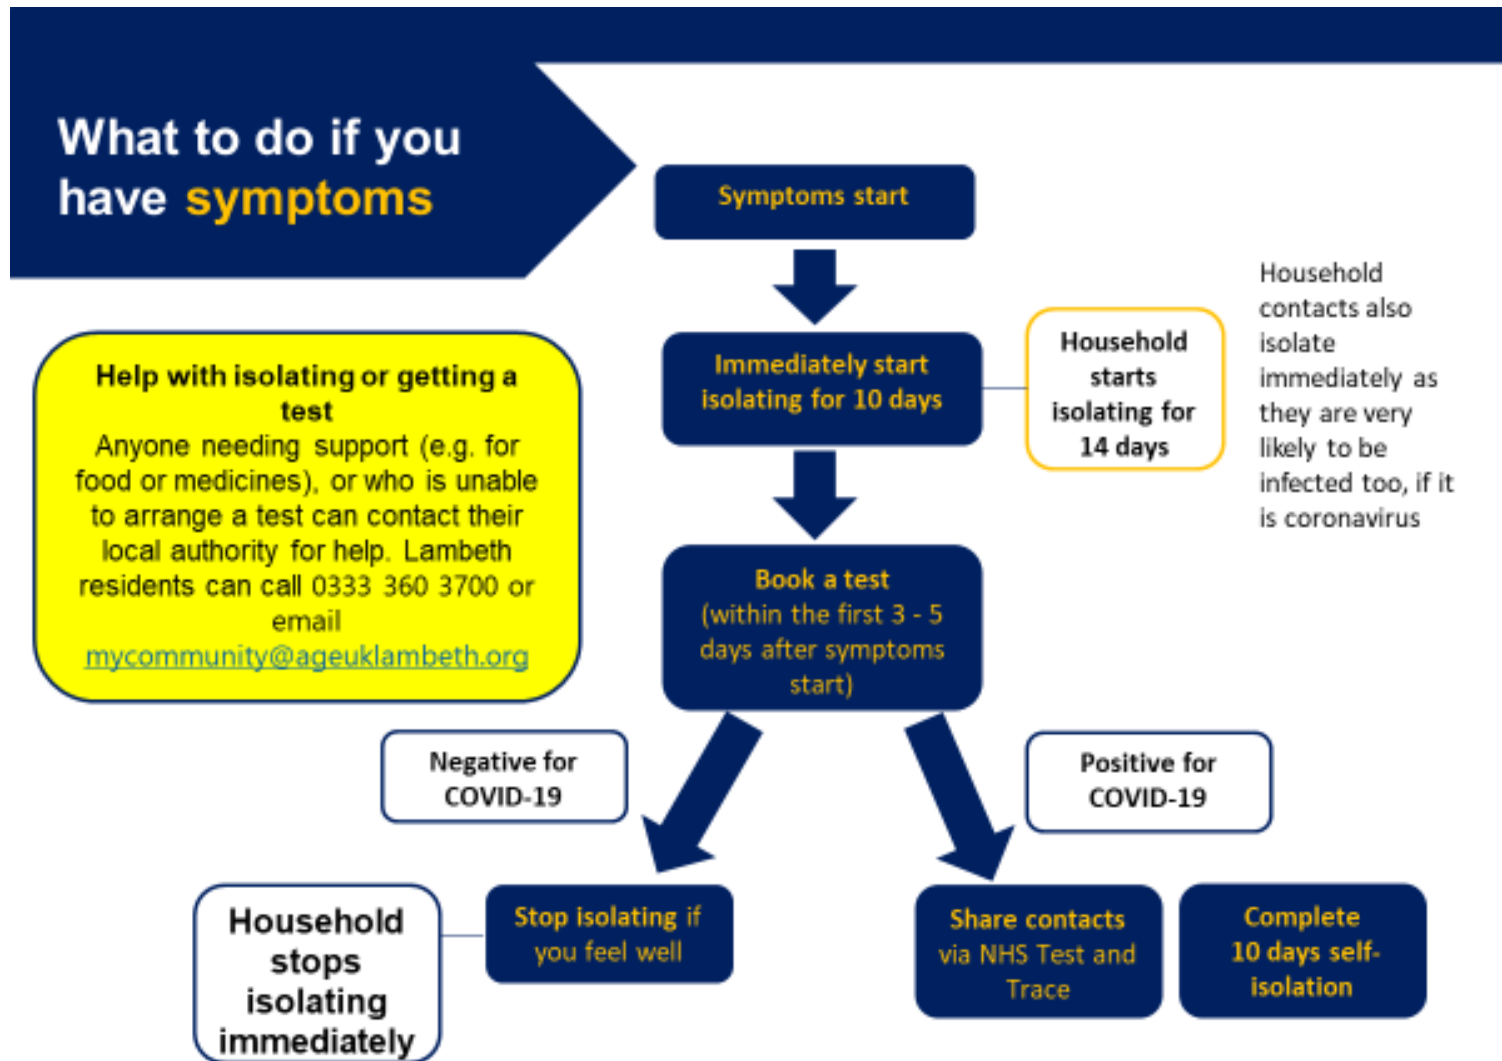 What to do if you
have symptoms
Symptoms start
Immediately start
isolating for 10 days
Household
starts
isolating for
14 days
Household
contacts also
isolate
immediately as
they are very
likely to be
infected too, if it
is coronavirus
Help with isolating or getting a
test
Anyone needing support (e.g. for
food or medicines), or who is unable
to arrange a test can contact their
local authority for help. Lambeth
residents can call 0333 360 3700 or
email
mycommunity@ageuklambeth.org
Book a test
(within the first 3 - 5
days after symptoms
start)
Negative for
COVID-19
Positive for
COVID-19
Household
stops
isolating
immediately
Stop isolating if
you feel well
Share contacts
via NHS Test and
Trace
Complete
10 days self-
isolation